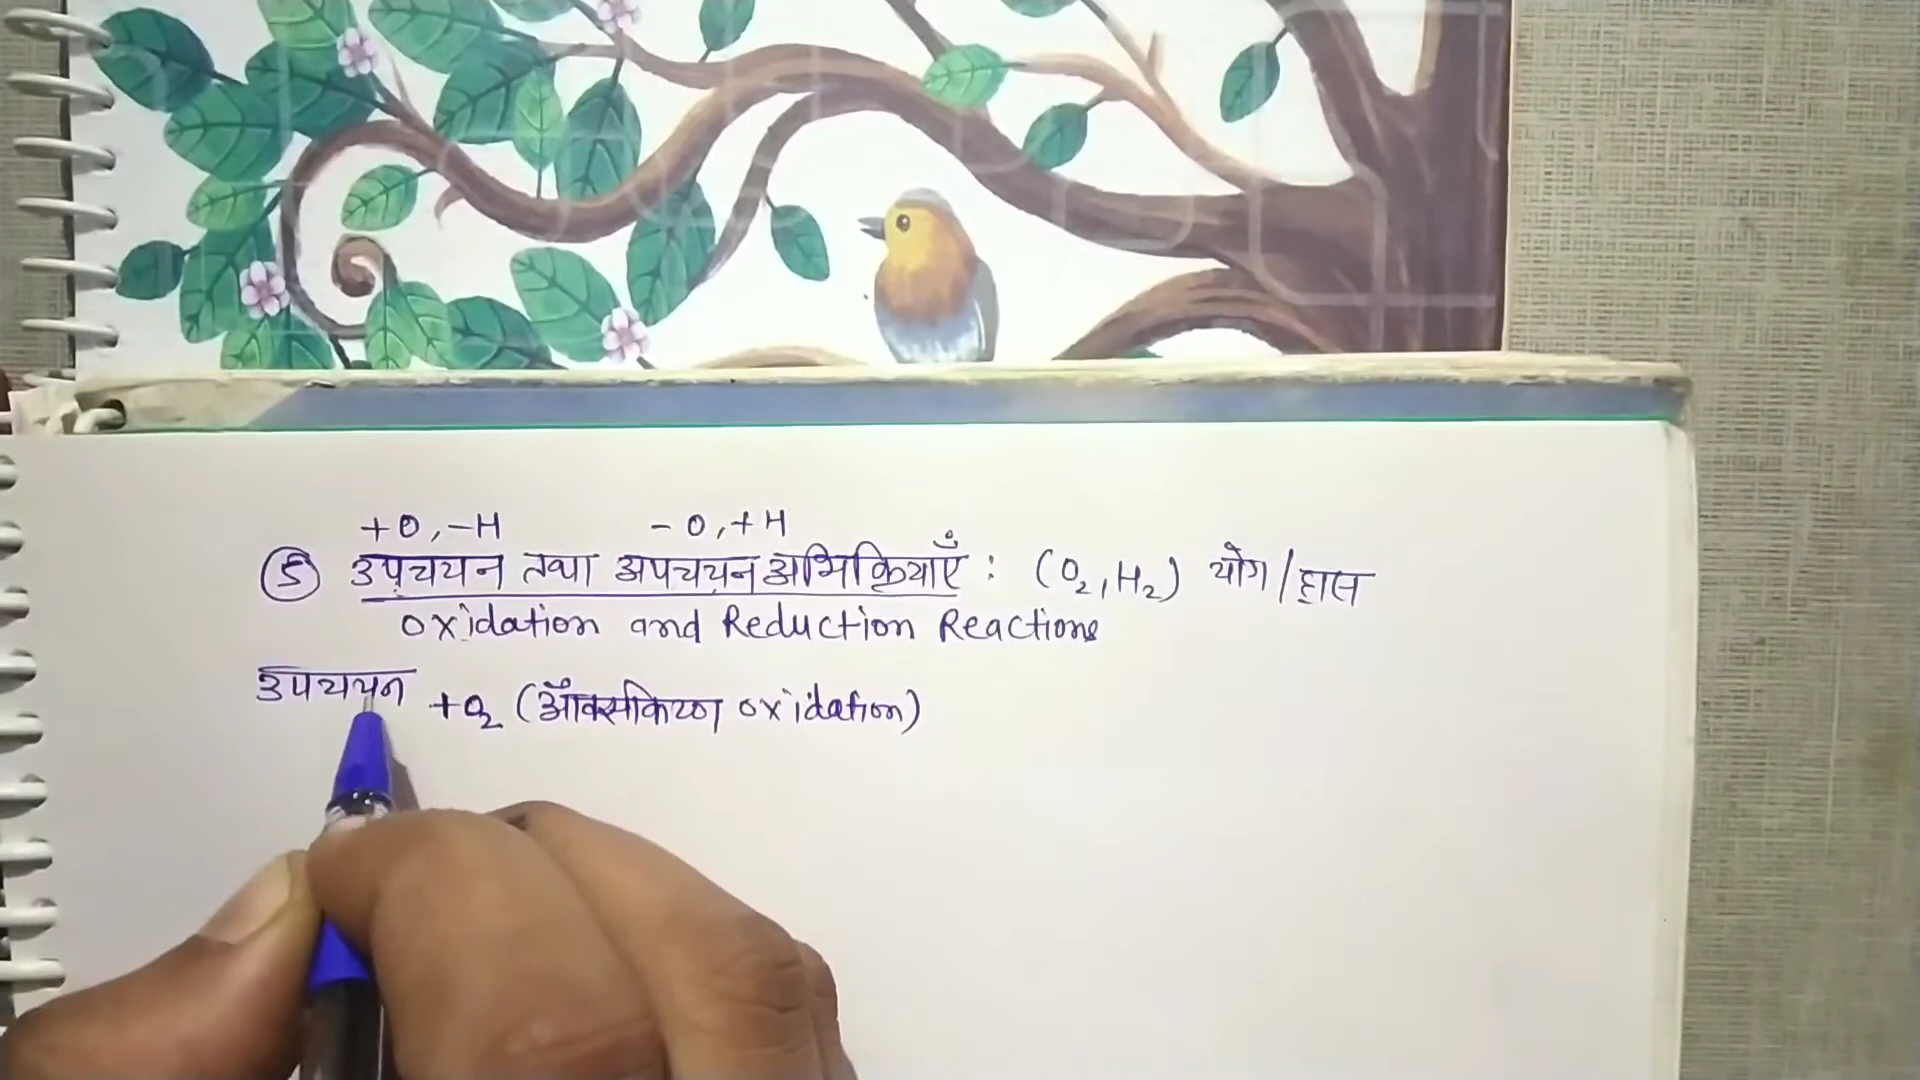 +O, -H - O, + H
⑤ उपचयन तथा अपचयन अभिक्रियाएँ : (O₂, H₂) योग/ह्रास
oxidation and Reduction Reactions
उपचयन +O₂ (ऑक्सीकरण oxidation)